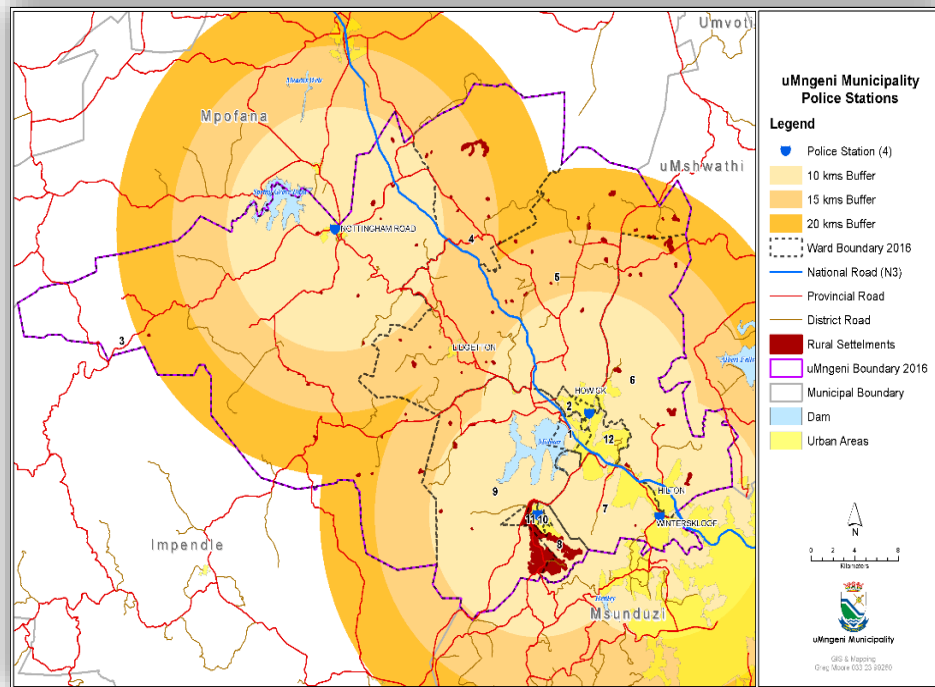 Umvoti
Mpofana
uMshwathi
NOTTINGHAM ROAD
4
5
3
LIDGETTON
6
HOWICK
2
1
12
Midmar
9
HILTON
7
WINTERSKLOOF
11
10
8
Impendle
Msunduzi
uMngeni Municipality
Police Stations
Legend
Police Station (4)
10 kms Buffer
15 kms Buffer
20 kms Buffer
Ward Boundary 2016
National Road (N3)
Provincial Road
District Road
Rural Settelments
uMngeni Boundary 2016
Municipal Boundary
Dam
Urban Areas
N
0 2 4 8
Kilometers
uMngeni Municipality
GIS & Mapping